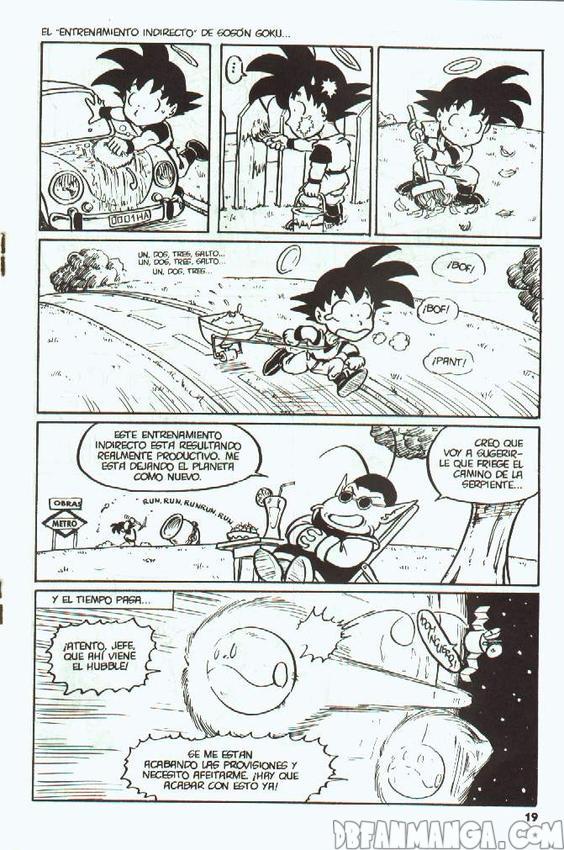 EL "ENTRENAMIENTO INDIRECTO" DE GOSÓN GOKU...
...
0001HA
UN, DOS, TRES, SALTO...
UN, DOS, TRES, SALTO...
UN, DOS, TRES...
¡BOF!
¡BOF!
¡PANT!
ESTE ENTRENAMIENTO
INDIRECTO ESTÁ RESULTANDO
REALMENTE PRODUCTIVO. ME
ESTÁ DEJANDO EL PLANETA
COMO NUEVO.
CREO QUE
VOY A SUGERIR-
LE QUE FRIEGE EL
CAMINO DE LA
SERPIENTE...
OBRAS
METRO
RUN, RUN, RUNRUN, RUN
Y EL TIEMPO PASA...
¡ATENTO, JEFE,
QUE AHÍ VIENE
EL HUBBLE!
SE ME ESTAN
ACABANDO LAS PROVISIONES Y
NECESITO AFEITARME. ¡HAY QUE
ACABAR CON ESTO YA!
19
DBFANMANGA.COM